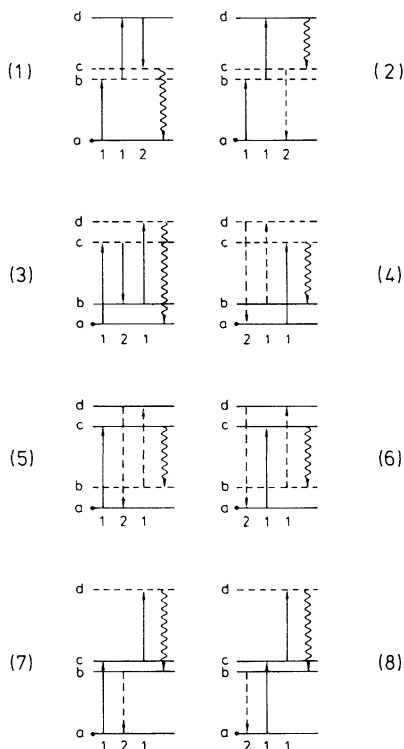 d d
(1) c c (2)
b b
a a
1 1 2 1 1 2
d d
c c
(3) (4)
b b
a a
1 2 1 2 1 1
d d
c c
(5) (6)
b b
a a
1 2 1 2 1 1
d d
(7) c c (8)
b b
a a
1 2 1 2 1 1